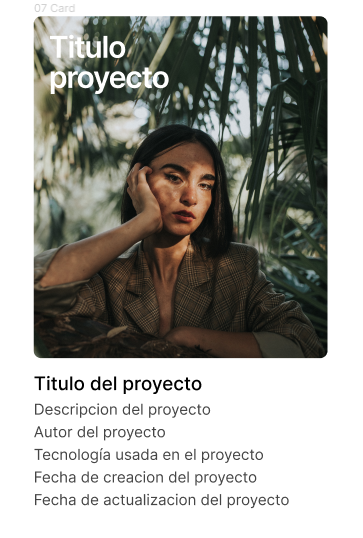 07 Card
Titulo
proyecto
Titulo del proyecto
Descripcion del proyecto
Autor del proyecto
Tecnología usada en el proyecto
Fecha de creacion del proyecto
Fecha de actualizacion del proyecto